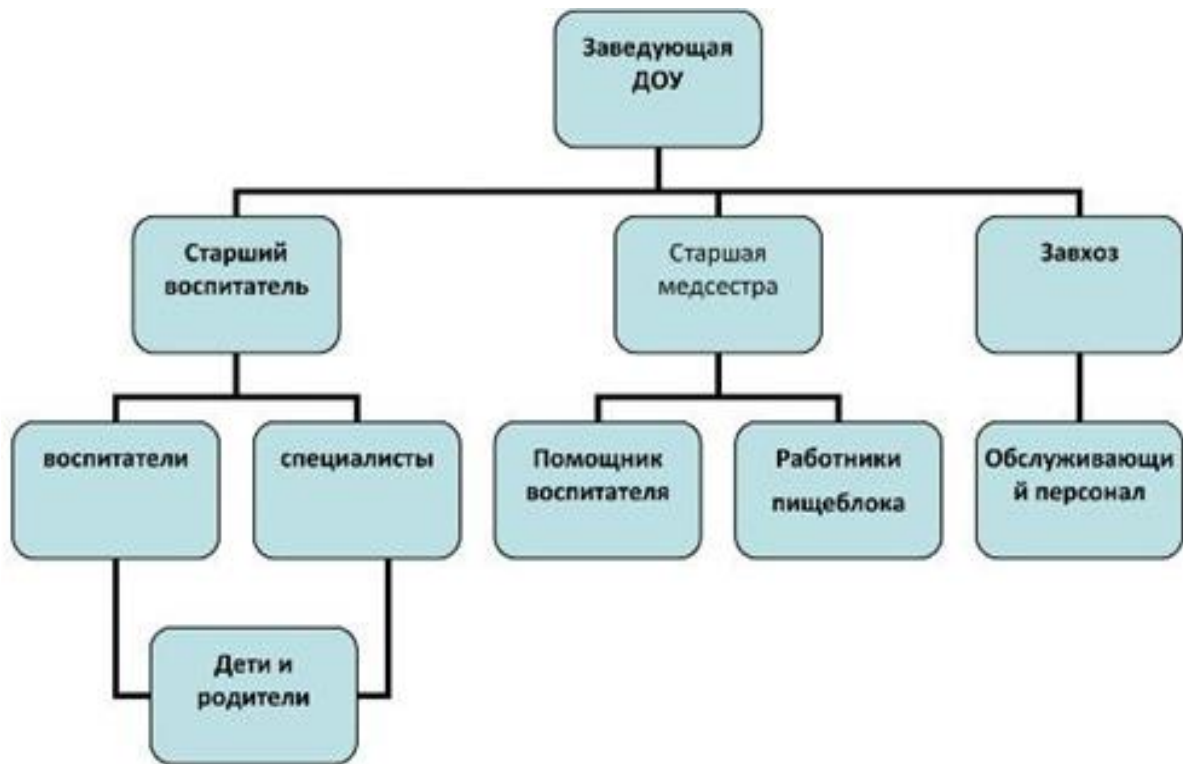 Заведующая
ДОУ
Старший
воспитатель
Старшая
медсестра
Завхоз
воспитатели
специалисты
Помощник
воспитателя
Работники
пищеблока
Обслуживающи
й персонал
Дети и
родители